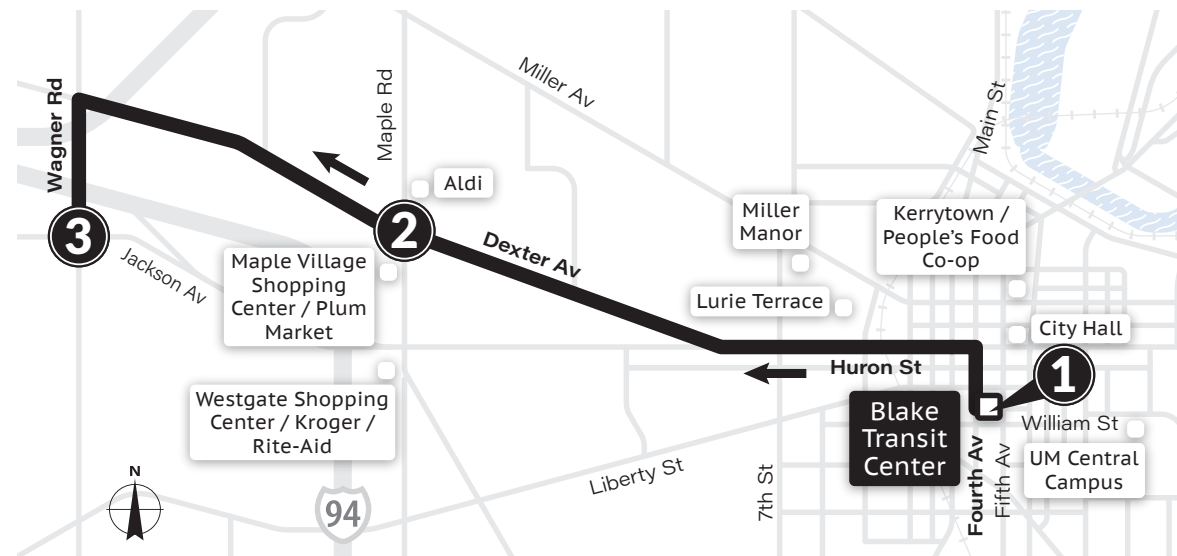 Wagner Rd
Maple Rd
Miller Av
Main St
Aldi
3
2
Jackson Av
Dexter Av
Miller
Manor
Kerrytown /
People's Food
Co-op
Maple Village
Shopping
Center / Plum
Market
Lurie Terrace
City Hall
Huron St
1
Westgate Shopping
Center / Kroger /
Rite-Aid
Blake
Transit
Center
William St
UM Central
Campus
Fourth Av
Fifth Av
7th St
Liberty St
N
94